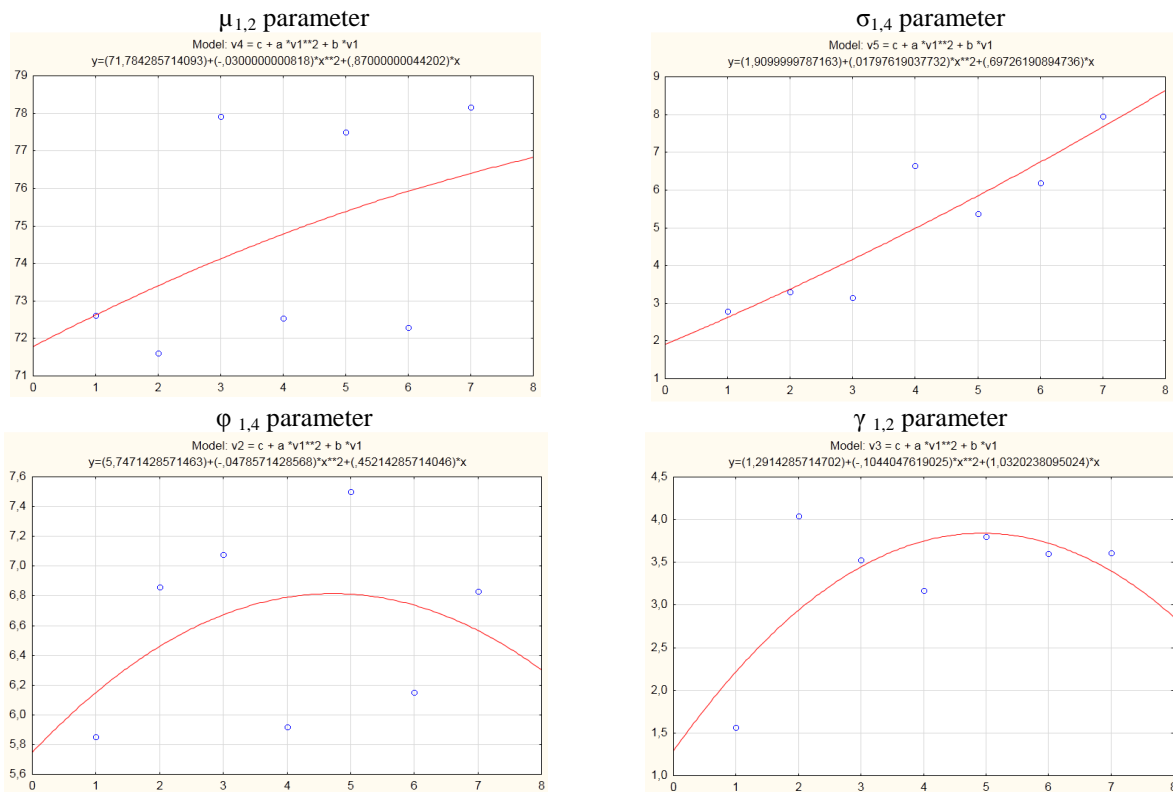 μ1,2 parameter
Model: v4 = c + a *v1**2 + b *v1
y=(71,784285714093)+(-,0300000000818)*x**2+(,87000000044202)*x
79
78
77
76
75
74
73
72
71
0 1 2 3 4 5 6 7 8
σ1,4 parameter
Model: v5 = c + a *v1**2 + b *v1
y=(1,9099999787163)+(,01797619037732)*x**2+(,69726190894736)*x
9
8
7
6
5
4
3
2
1
0 1 2 3 4 5 6 7 8
φ 1,4 parameter
Model: v2 = c + a *v1**2 + b *v1
y=(5,7471428571463)+(-,0478571428568)*x**2+(,45214285714046)*x
7,6
7,4
7,2
7,0
6,8
6,6
6,4
6,2
6,0
5,8
5,6
0 1 2 3 4 5 6 7 8
γ 1,2 parameter
Model: v3 = c + a *v1**2 + b *v1
y=(1,2914285714702)+(-,1044047619025)*x**2+(1,0320238095024)*x
4,5
4,0
3,5
3,0
2,5
2,0
1,5
1,0
0 1 2 3 4 5 6 7 8